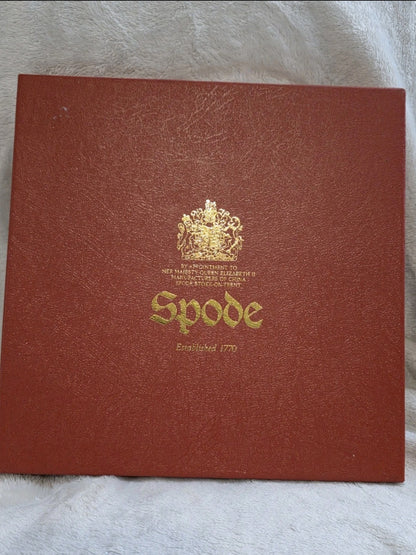 BY APPOINTMENT TO
HER MAJESTY QUEEN ELIZABETH II
MANUFACTURERS OF CHINA
SPODE STOKE-ON-TRENT
Spode
Established 1770